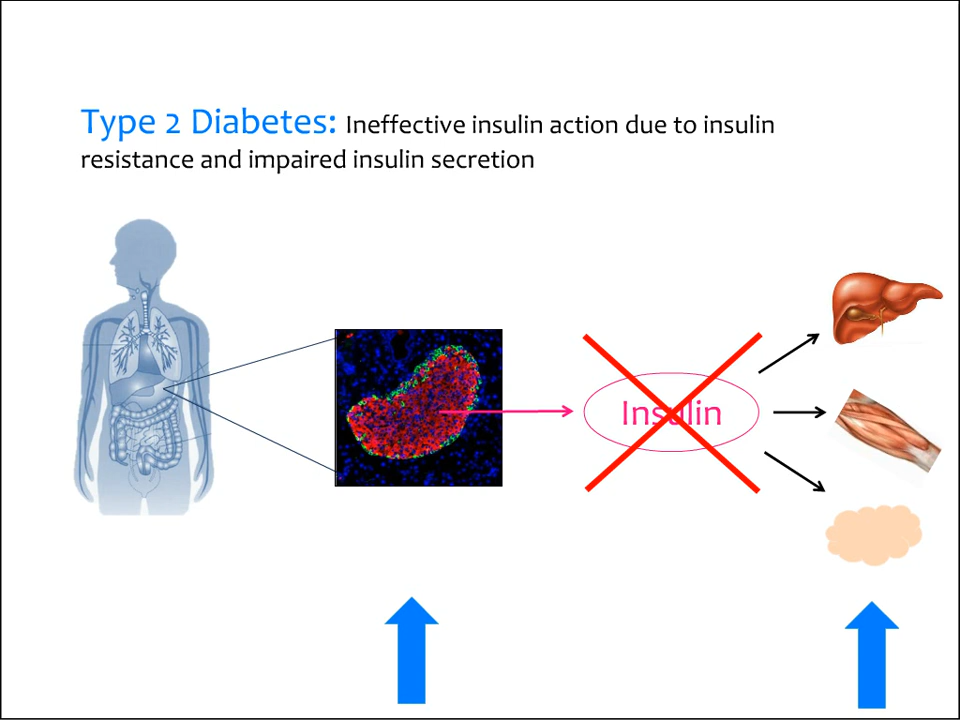 Type 2 Diabetes: Ineffective insulin action due to insulin
resistance and impaired insulin secretion
Insulin